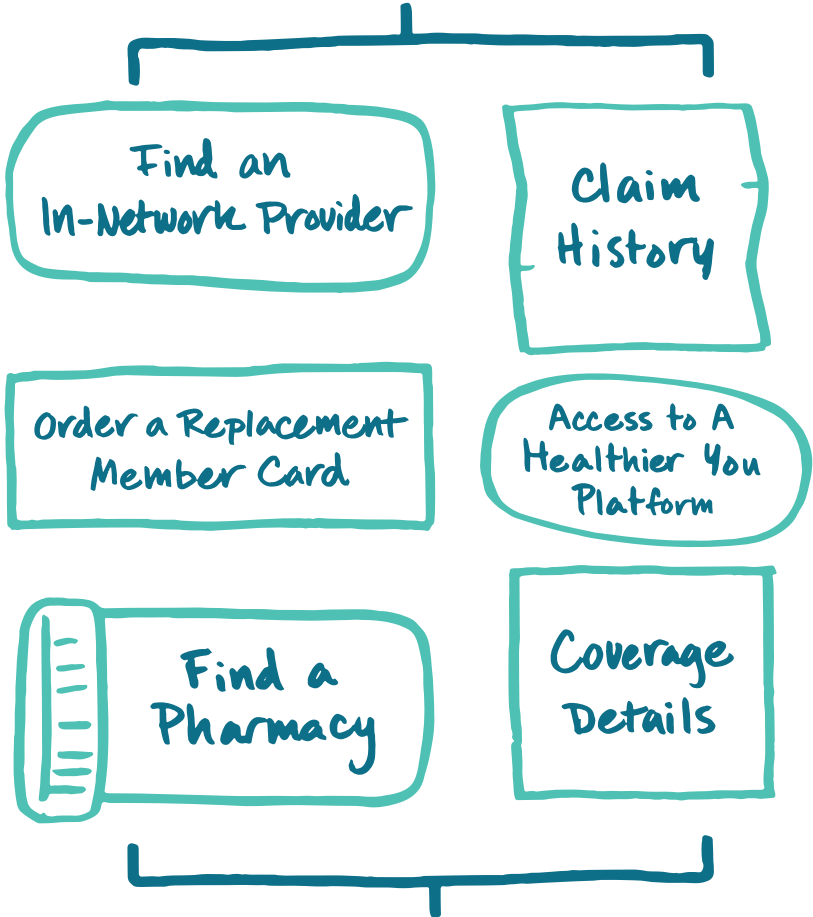 Find an
In-Network Provider
Claim
History
Order a Replacement
Member Card
Access to A
Healthier You
Platform
Find a
Pharmacy
Coverage
Details